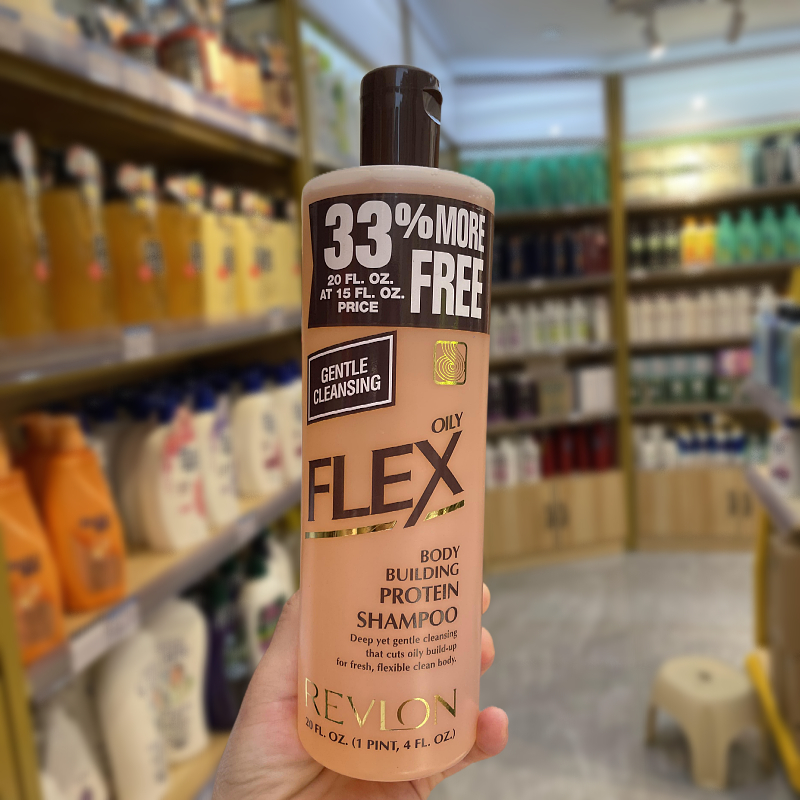 33% MORE
FREE
20 FL. OZ.
AT 15 FL. OZ.
PRICE
GENTLE
CLEANSING
OILY
FLEX
BODY
BUILDING
PROTEIN
SHAMPOO
Deep yet gentle cleansing
that cuts oily build-up
for fresh, flexible clean body.
REVLON
20 FL. OZ. (1 PINT, 4 FL. OZ.)